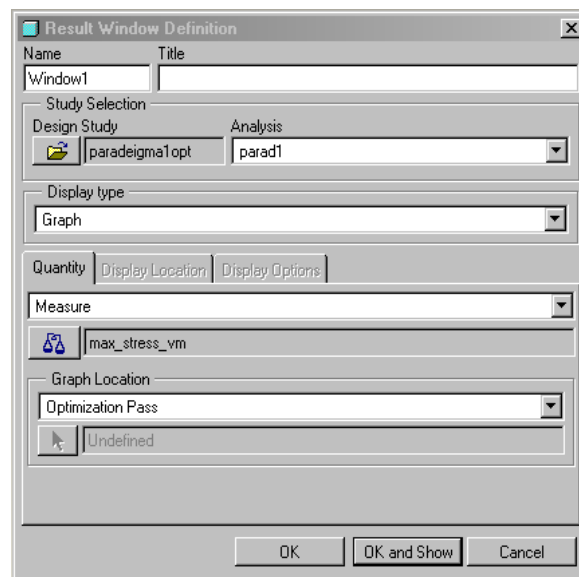 Result Window Definition
Name Title
Window1
Study Selection
Design Study Analysis
paradeigma1opt parad1
Display type
Graph
Quantity Display Location Display Options
Measure
max_stress_vm
Graph Location
Optimization Pass
Undefined
OK OK and Show Cancel